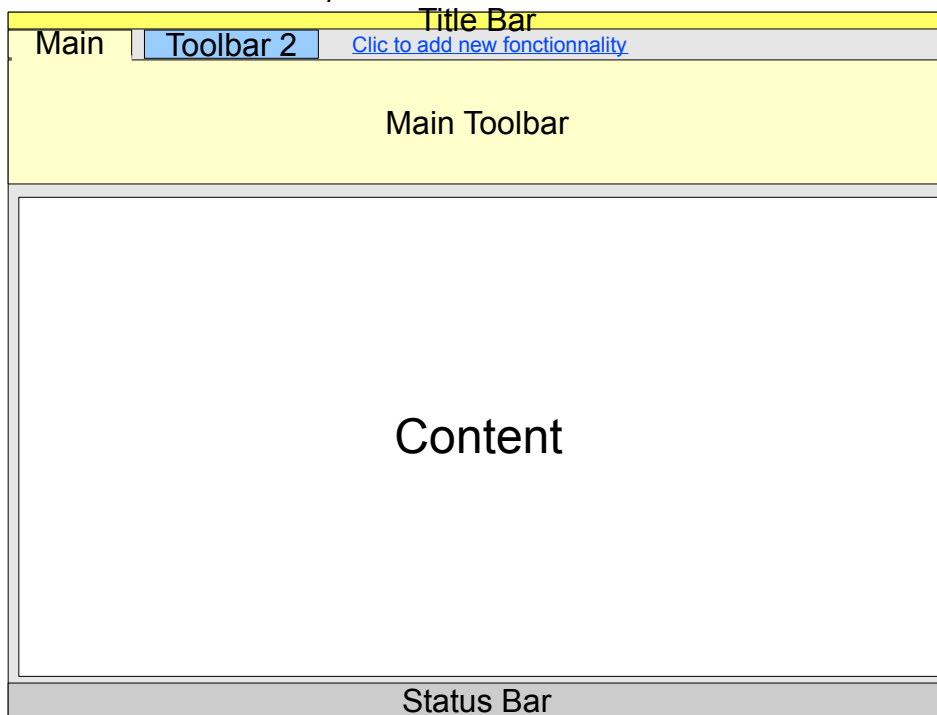 Title Bar
Main
Toolbar 2
Clic to add new fonctionnality
Main Toolbar
Content
Status Bar